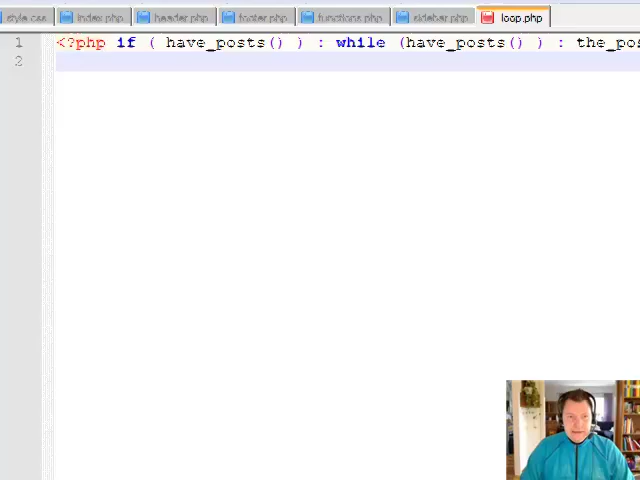 style.css index.php header.php footer.php functions.php sidebar.php loop.php
1 <?php if ( have_posts() ) : while (have_posts() ) : the_pos
2